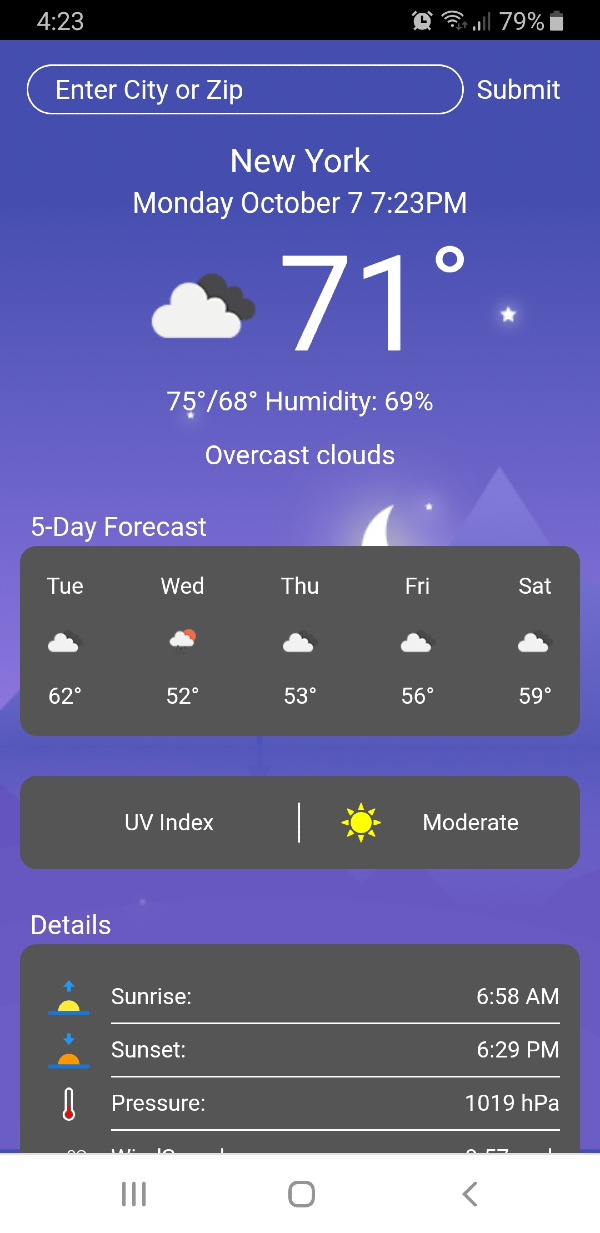 4:23 79%
Enter City or Zip Submit
New York
Monday October 7 7:23PM
71°
75°/68° Humidity: 69%
Overcast clouds
5-Day Forecast
Tue Wed Thu Fri Sat
62° 52° 53° 56° 59°
UV Index Moderate
Details
Sunrise: 6:58 AM
Sunset: 6:29 PM
Pressure: 1019 hPa